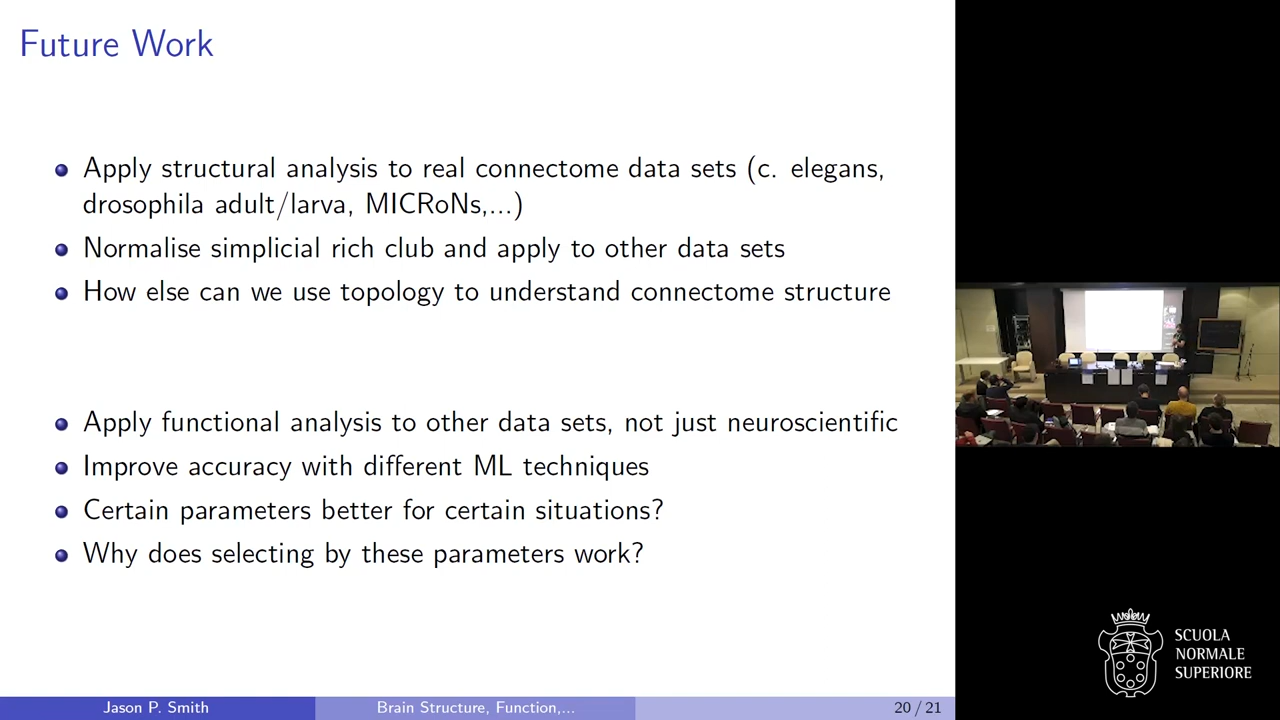 Future Work
Apply structural analysis to real connectome data sets (c. elegans,
drosophila adult/larva, MICRoNs,...)
Normalise simplicial rich club and apply to other data sets
How else can we use topology to understand connectome structure
Apply functional analysis to other data sets, not just neuroscientific
Improve accuracy with different ML techniques
Certain parameters better for certain situations?
Why does selecting by these parameters work?
Jason P. Smith
Brain Structure, Function,...
20 / 21
SCUOLA
NORMALE
SUPERIORE